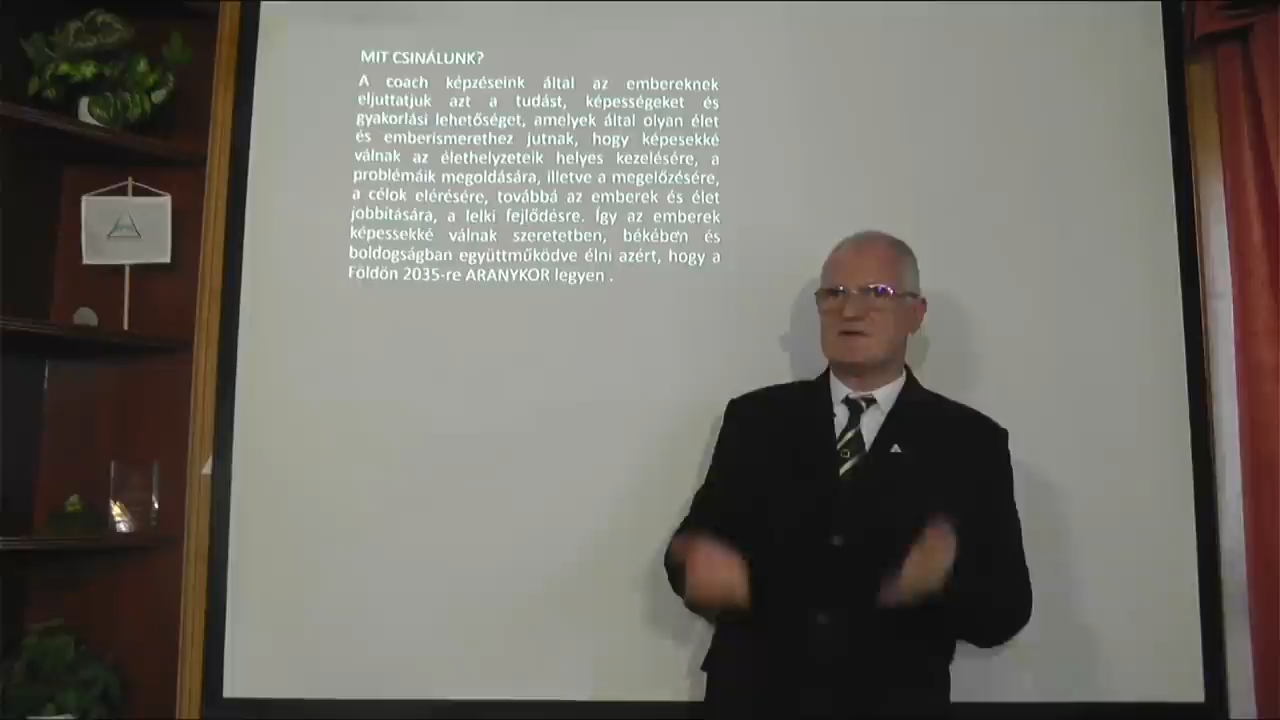 MIT CSINÁLUNK?
A coach képzéseink által az embereknek
eljuttatjuk azt a tudást, képességeket és
gyakorlási lehetőséget, amelyek által olyan élet
és emberismerethez jutnak, hogy képesekké
válnak az élethelyzeteik helyes kezelésére, a
problémáik megoldására, illetve a megelőzésére,
a célok elérésére, továbbá az emberek és élet
jobbítására, a lelki fejlődésre. Így az emberek
képessekké válnak szeretetben, békében és
boldogságban együttműködve élni azért, hogy a
Földön 2035-re ARANYKOR legyen .